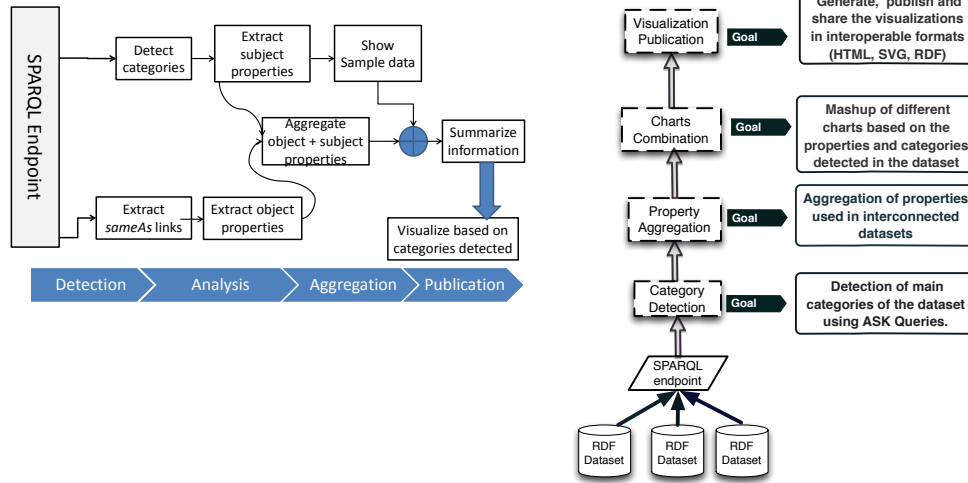 SPARQL Endpoint
Detect
categories
Extract
subject
properties
Show
Sample data
Aggregate
object + subject
properties
Summarize
information
Extract
sameAs links
Extract object
properties
Visualize based on
categories detected
Detection
Analysis
Aggregation
Publication
Visualization
Publication
Goal
Generate, publish and
share the visualizations
in interoperable formats
(HTML, SVG, RDF)
Charts
Combination
Goal
Mashup of different
charts based on the
properties and categories
detected in the dataset
Property
Aggregation
Goal
Aggregation of properties
used in interconnected
datasets
Category
Detection
Goal
Detection of main
categories of the dataset
using ASK Queries.
SPARQL
endpoint
RDF
Dataset
RDF
Dataset
RDF
Dataset